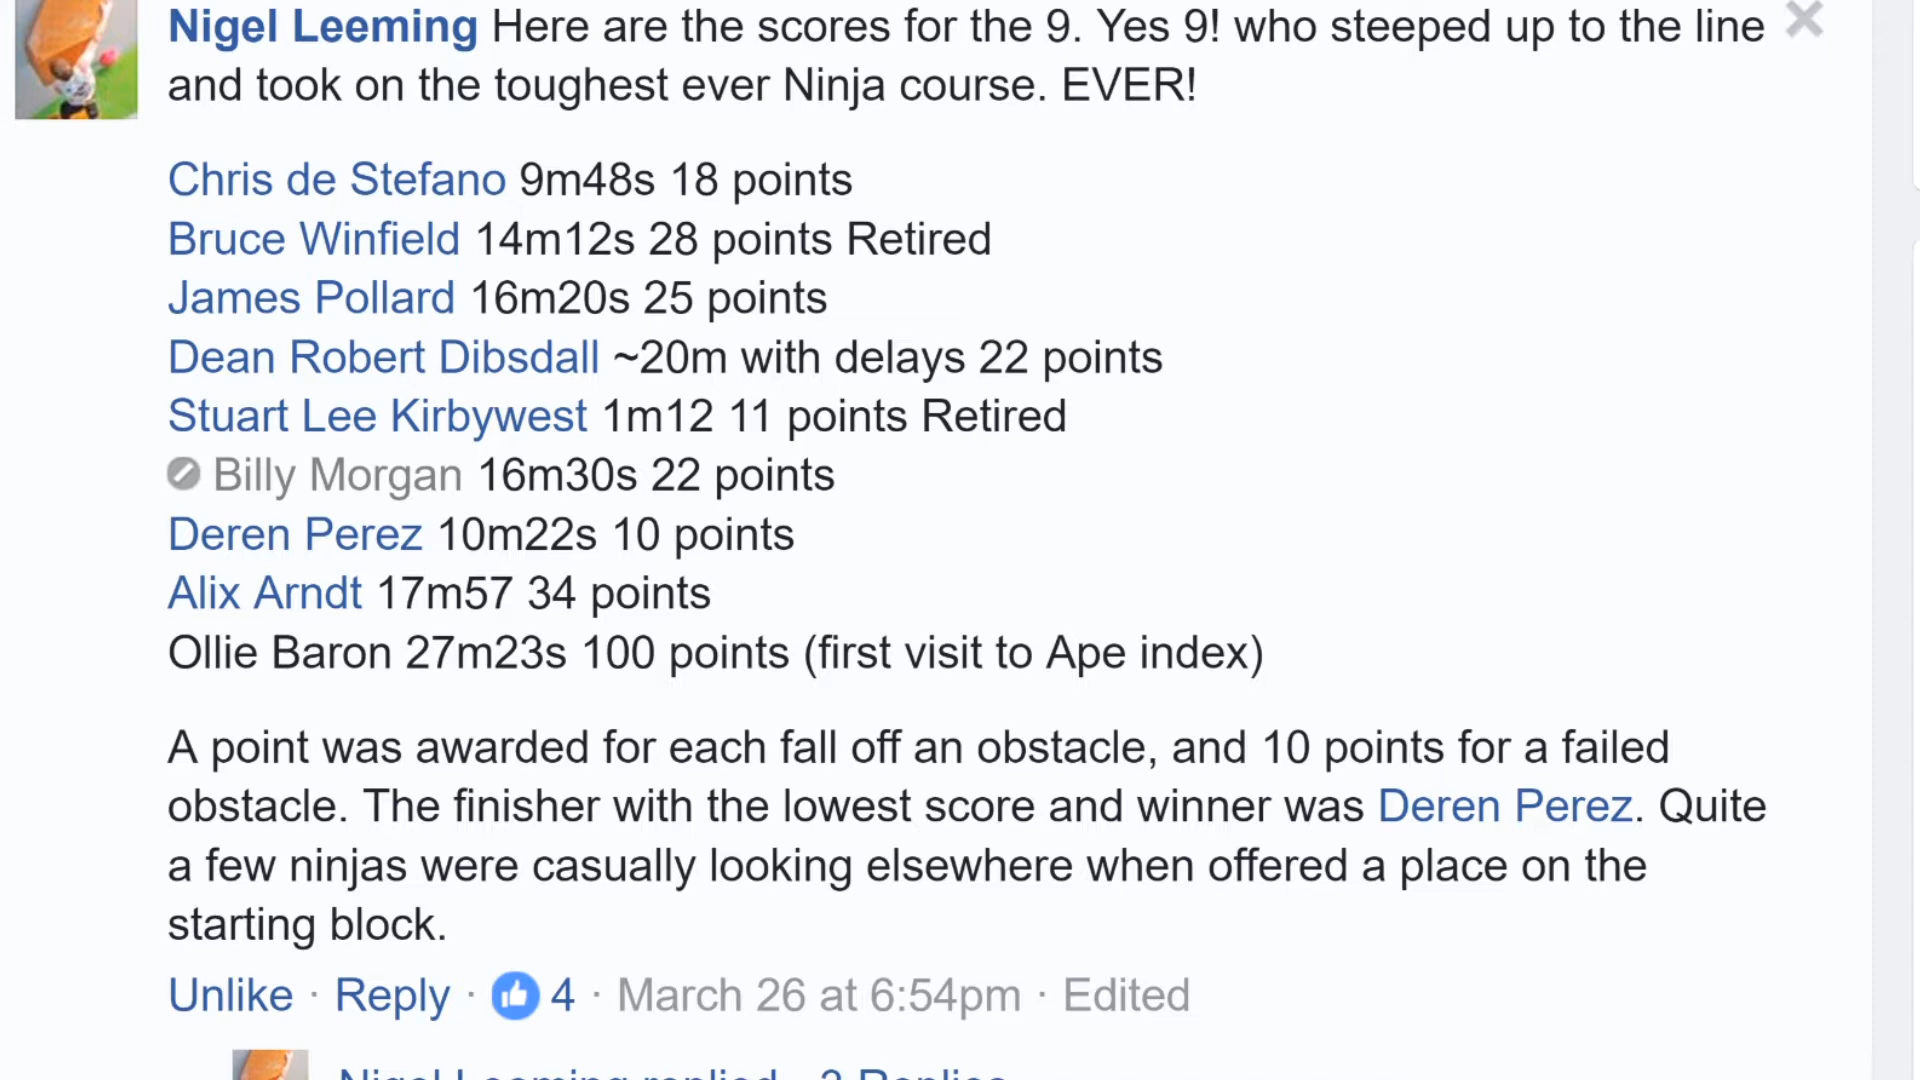 Nigel Leeming Here are the scores for the 9. Yes 9! who steeped up to the line
and took on the toughest ever Ninja course. EVER!
Chris de Stefano 9m48s 18 points
Bruce Winfield 14m12s 28 points Retired
James Pollard 16m20s 25 points
Dean Robert Dibsdall ~20m with delays 22 points
Stuart Lee Kirbywest 1m12 11 points Retired
Billy Morgan 16m30s 22 points
Deren Perez 10m22s 10 points
Alix Arndt 17m57 34 points
Ollie Baron 27m23s 100 points (first visit to Ape index)
A point was awarded for each fall off an obstacle, and 10 points for a failed
obstacle. The finisher with the lowest score and winner was Deren Perez. Quite
a few ninjas were casually looking elsewhere when offered a place on the
starting block.
Unlike · Reply · 4 · March 26 at 6:54pm · Edited
Nigel Leeming replied · Replies